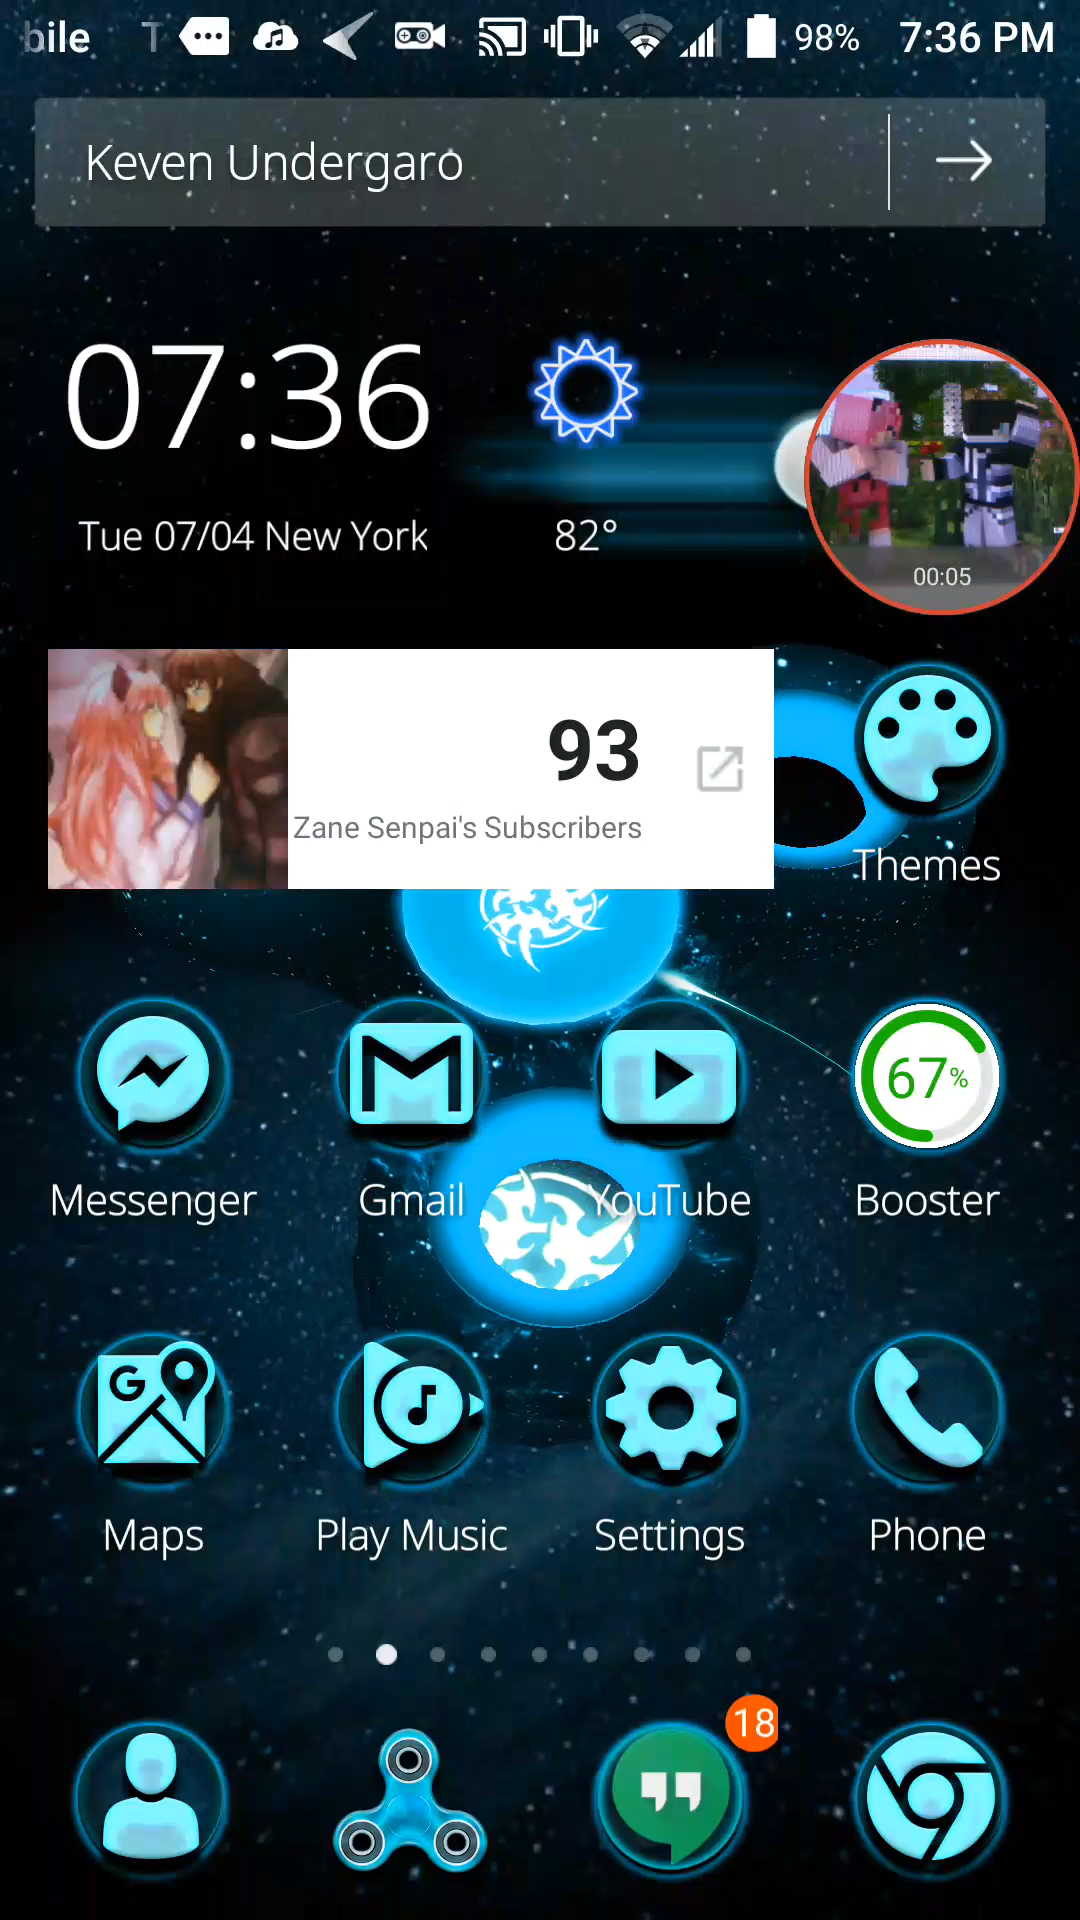 bile T 98% 7:36 PM
Keven Undergaro
07:36
Tue 07/04 New York
82°
00:05
93
Zane Senpai's Subscribers
Themes
67%
Messenger
Gmail
YouTube
Booster
G
Maps
Play Music
Settings
Phone
18